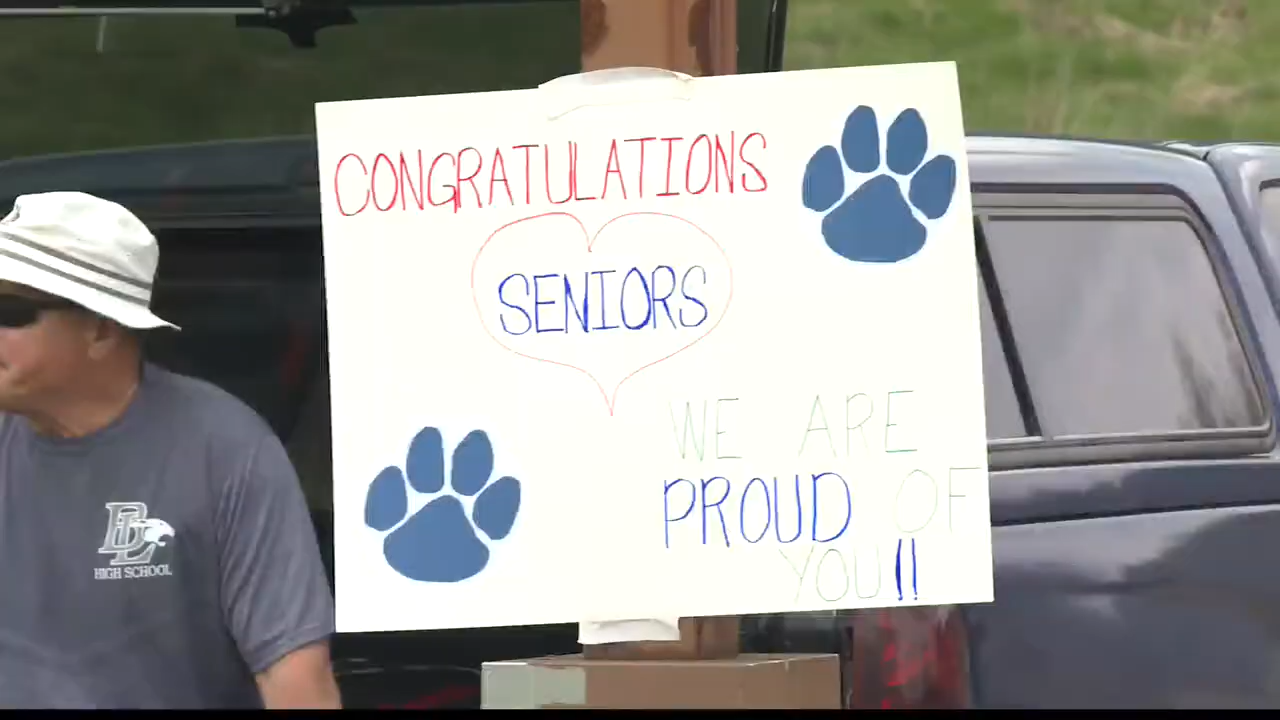 CONGRATULATIONS
SENIORS
WE ARE
PROUD OF
YOU!!
BL
HIGH SCHOOL